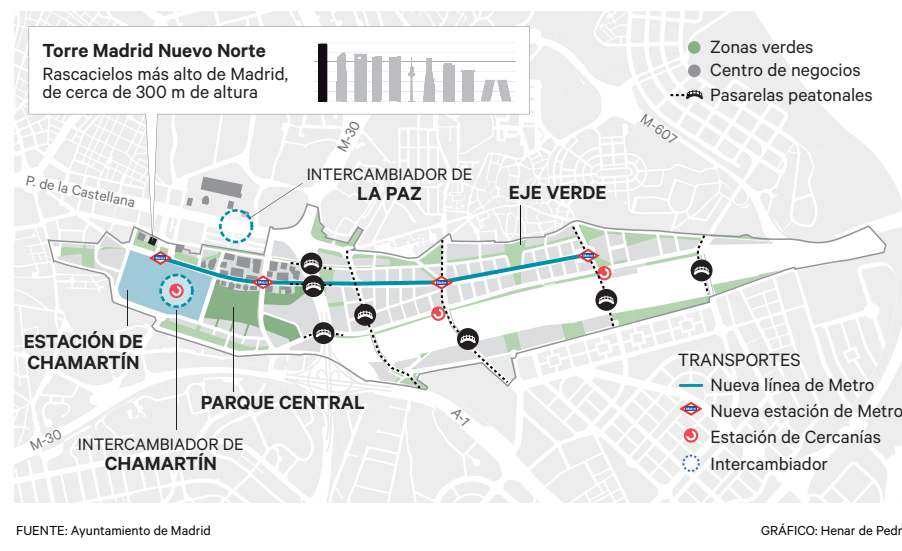 Torre Madrid Nuevo Norte
Rascacielos más alto de Madrid,
de cerca de 300 m de altura
Zonas verdes
Centro de negocios
Pasarelas peatonales
M-607
M-30
P. de la Castellana
INTERCAMBIADOR DE
LA PAZ
EJE VERDE
ESTACIÓN DE
CHAMARTÍN
PARQUE CENTRAL
INTERCAMBIADOR DE
CHAMARTÍN
M-30
A-1
TRANSPORTES
Nueva línea de Metro
Nueva estación de Metro
Estación de Cercanías
Intercambiador
FUENTE: Ayuntamiento de Madrid
GRÁFICO: Henar de Pedr